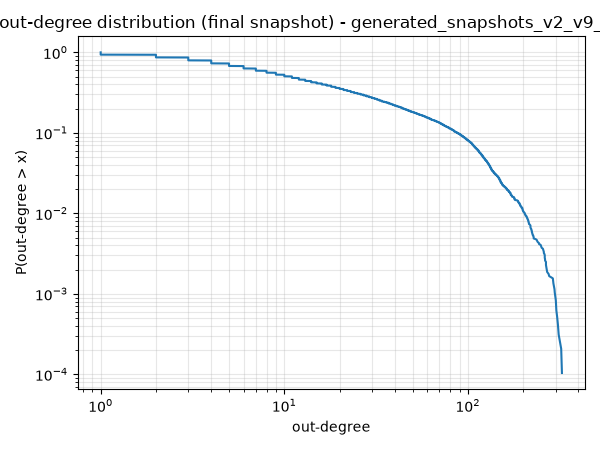 out-degree distribution (final snapshot) - generated_snapshots_v2_v9_
10⁰
10⁻¹
10⁻²
10⁻³
10⁻⁴
P(out-degree > x)
10⁰ 10¹ 10²
out-degree